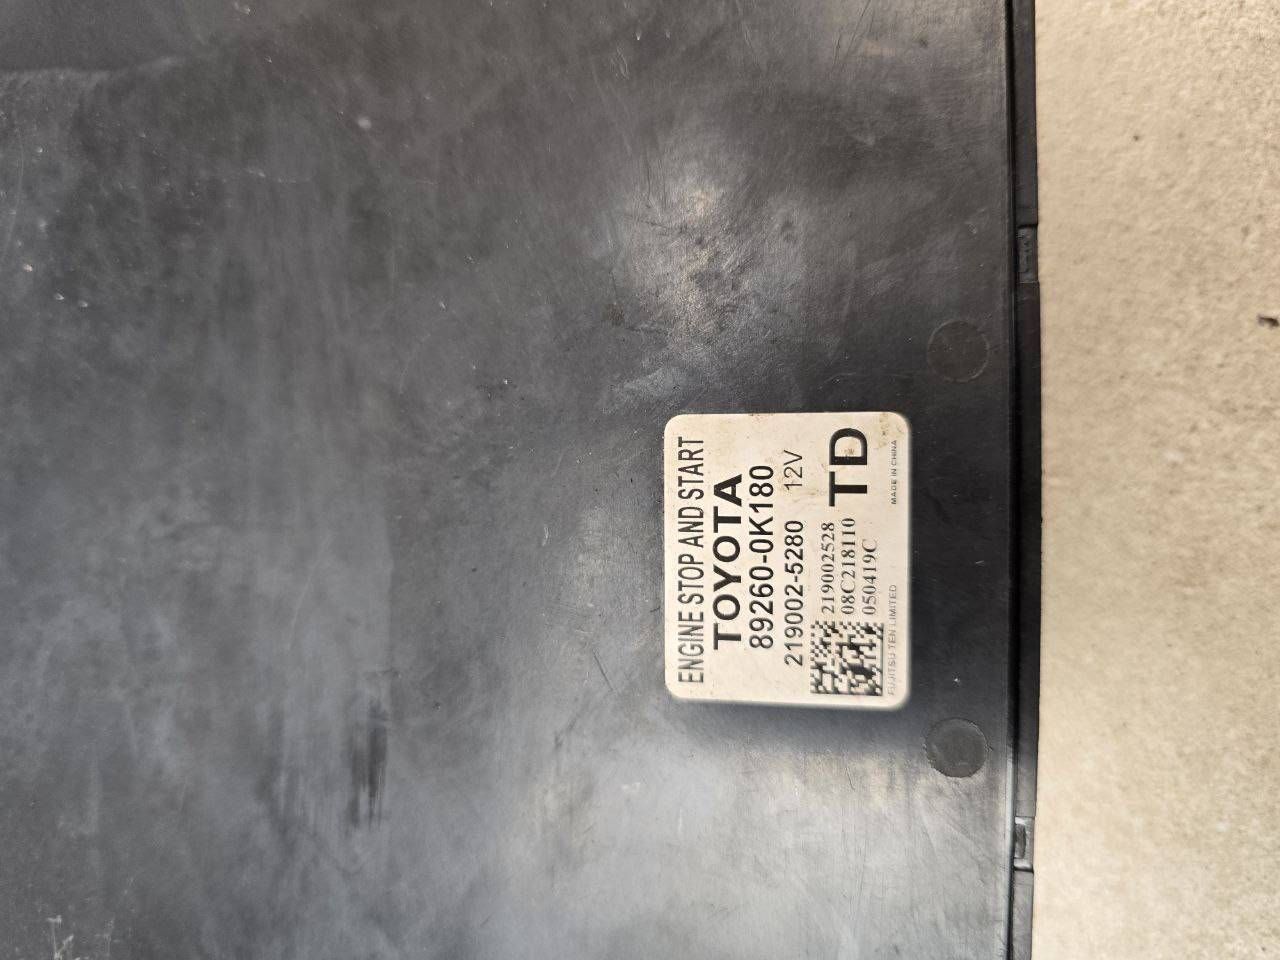 ENGINE STOP AND START
TOYOTA
89260-0K180
219002-5280 12V
219002528
08C218110
050419C
TD
FUJITSU TEN LIMITED MADE IN CHINA